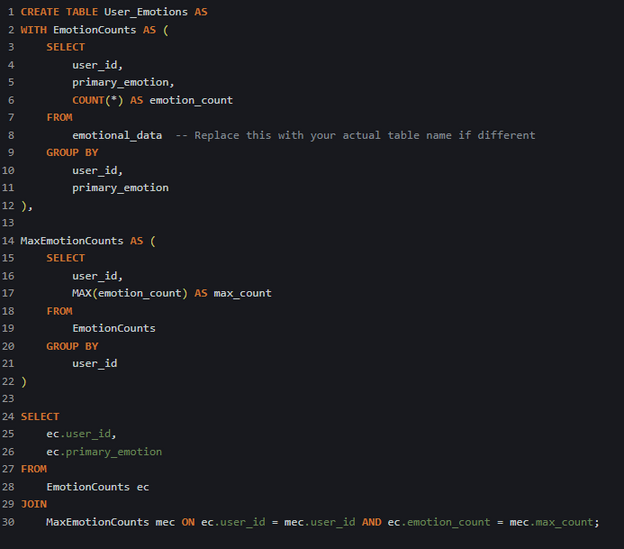 1 CREATE TABLE User_Emotions AS
2 WITH EmotionCounts AS (
3     SELECT
4         user_id,
5         primary_emotion,
6         COUNT(*) AS emotion_count
7     FROM
8         emotional_data  -- Replace this with your actual table name if different
9     GROUP BY
10         user_id,
11         primary_emotion
12 ),
13
14 MaxEmotionCounts AS (
15     SELECT
16         user_id,
17         MAX(emotion_count) AS max_count
18     FROM
19         EmotionCounts
20     GROUP BY
21         user_id
22 )
23
24 SELECT
25     ec.user_id,
26     ec.primary_emotion
27 FROM
28     EmotionCounts ec
29 JOIN
30     MaxEmotionCounts mec ON ec.user_id = mec.user_id AND ec.emotion_count = mec.max_count;